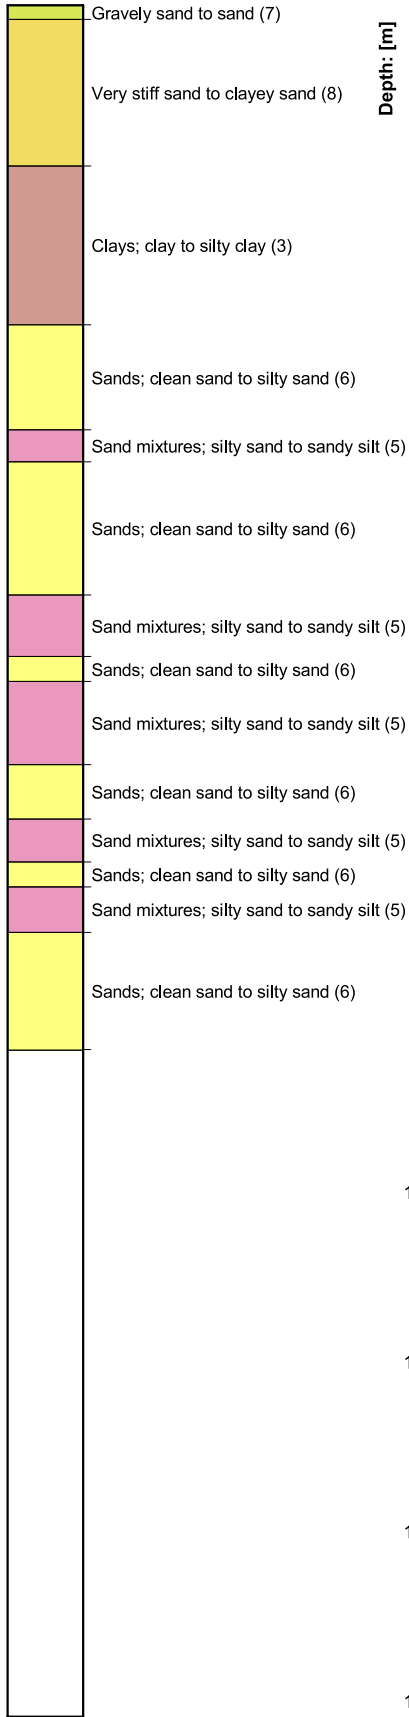 Gravely sand to sand (7)
Depth: [m]
Very stiff sand to clayey sand (8)
Clays; clay to silty clay (3)
Sands; clean sand to silty sand (6)
Sand mixtures; silty sand to sandy silt (5)
Sands; clean sand to silty sand (6)
Sand mixtures; silty sand to sandy silt (5)
Sands; clean sand to silty sand (6)
Sand mixtures; silty sand to sandy silt (5)
Sands; clean sand to silty sand (6)
Sand mixtures; silty sand to sandy silt (5)
Sands; clean sand to silty sand (6)
Sand mixtures; silty sand to sandy silt (5)
Sands; clean sand to silty sand (6)